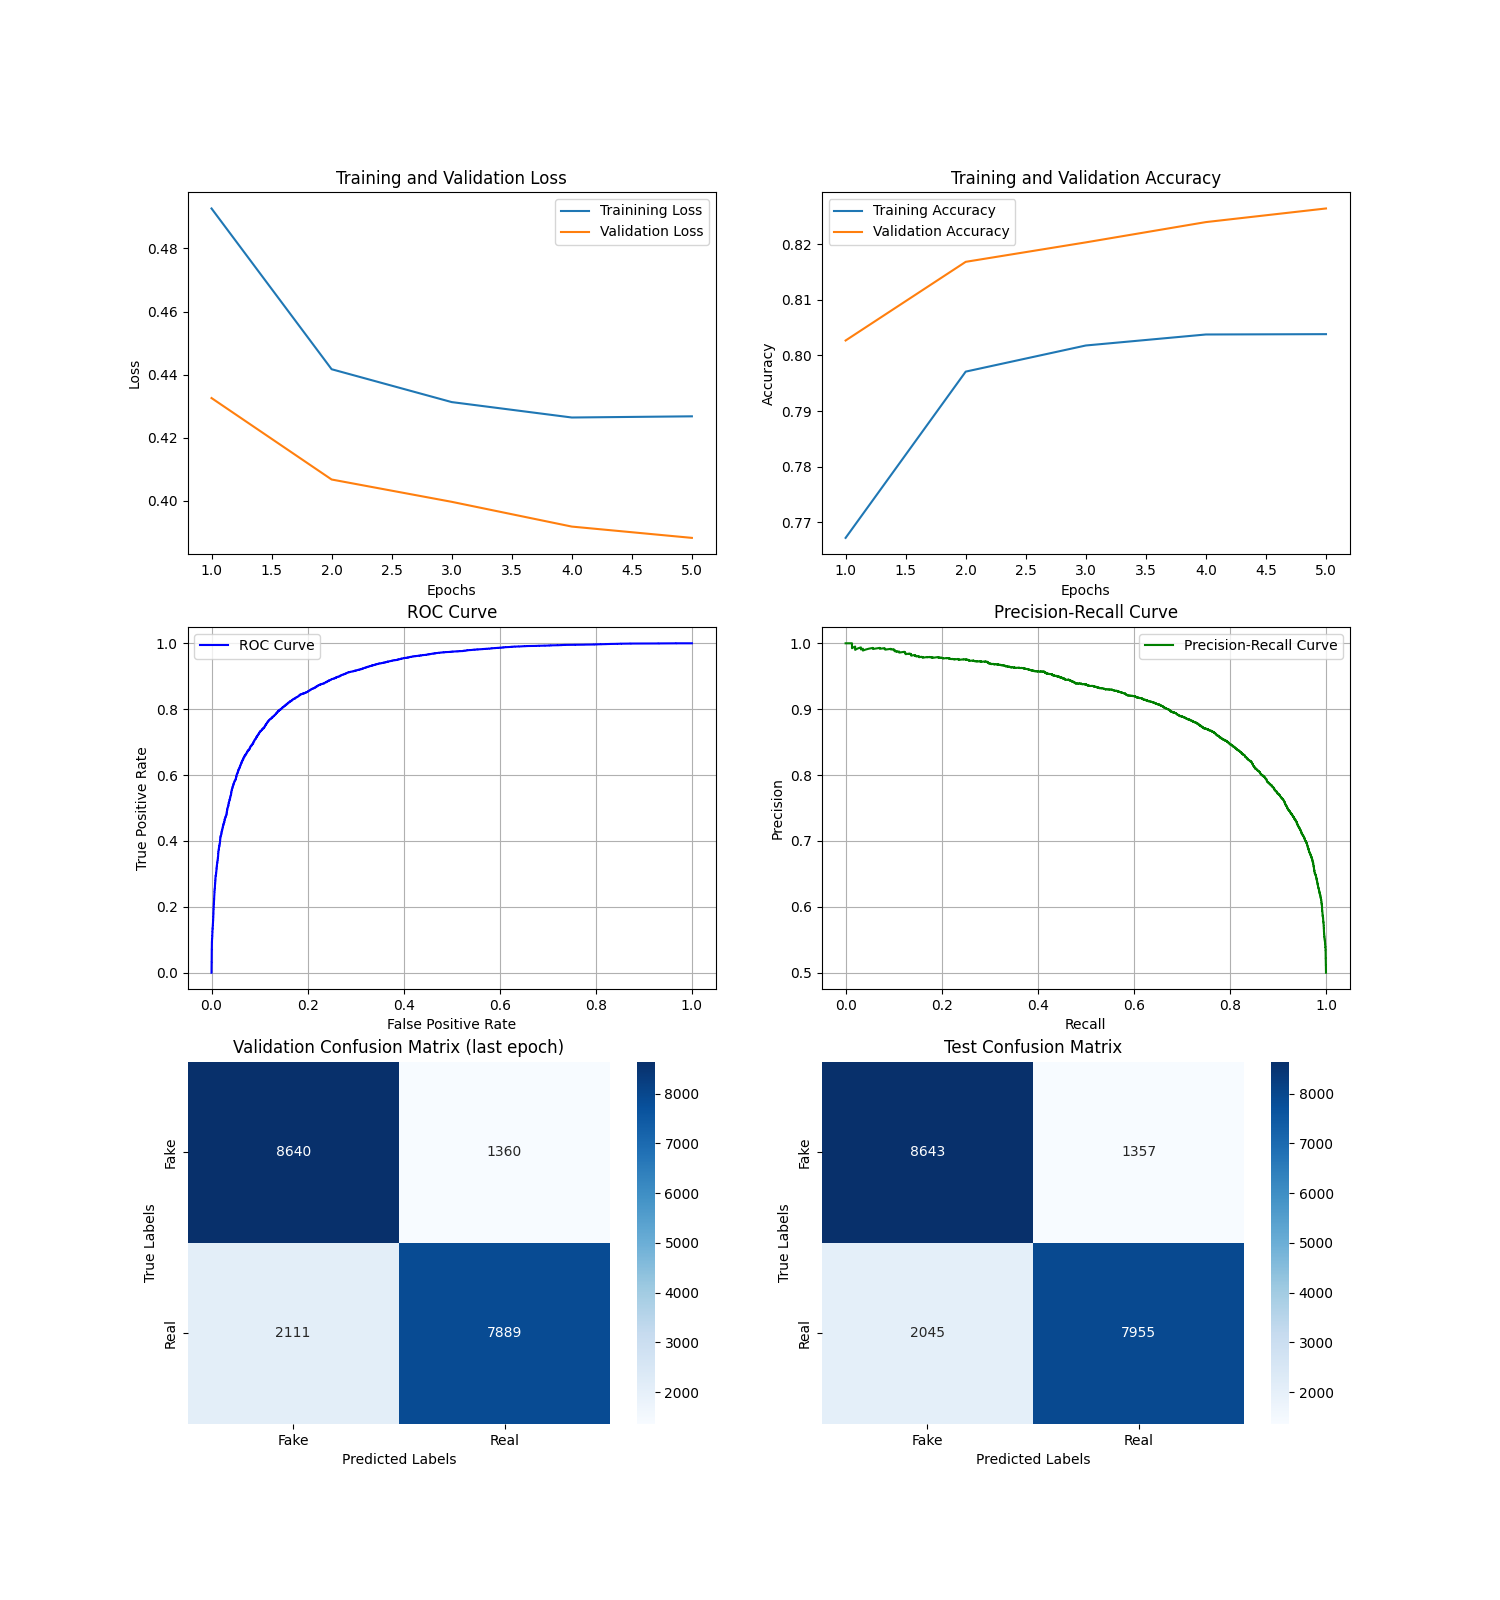 Training and Validation Loss
Trainining Loss
Validation Loss
0.48
0.46
0.44
0.42
0.40
Loss
1.0 1.5 2.0 2.5 3.0 3.5 4.0 4.5 5.0
Epochs
Training and Validation Accuracy
Training Accuracy
Validation Accuracy
0.82
0.81
0.80
0.79
0.78
0.77
Accuracy
1.0 1.5 2.0 2.5 3.0 3.5 4.0 4.5 5.0
Epochs
ROC Curve
ROC Curve
1.0
0.8
0.6
0.4
0.2
0.0
True Positive Rate
0.0 0.2 0.4 0.6 0.8 1.0
False Positive Rate
Precision-Recall Curve
Precision-Recall Curve
1.0
0.9
0.8
0.7
0.6
0.5
Precision
0.0 0.2 0.4 0.6 0.8 1.0
Recall
Validation Confusion Matrix (last epoch)
8640 1360
2111 7889
Fake
Real
True Labels
Fake Real
Predicted Labels
8000
7000
6000
5000
4000
3000
2000
Test Confusion Matrix
8643 1357
2045 7955
Fake
Real
True Labels
Fake Real
Predicted Labels
8000
7000
6000
5000
4000
3000
2000